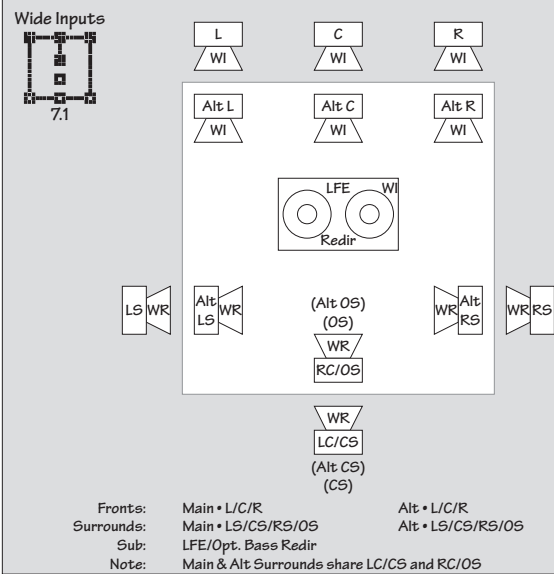 Wide Inputs
7.1
L C R
WI WI WI
Alt L Alt C Alt R
WI WI WI
LFE WI
Redir
LS WR Alt LS WR (Alt OS) WR Alt RS WR RS
(OS)
WR
RC/OS
WR
LC/CS
(Alt CS)
(CS)
Fronts: Main • L/C/R Alt • L/C/R
Surrounds: Main • LS/CS/RS/OS Alt • LS/CS/RS/OS
Sub: LFE/Opt. Bass Redir
Note: Main & Alt Surrounds share LC/CS and RC/OS